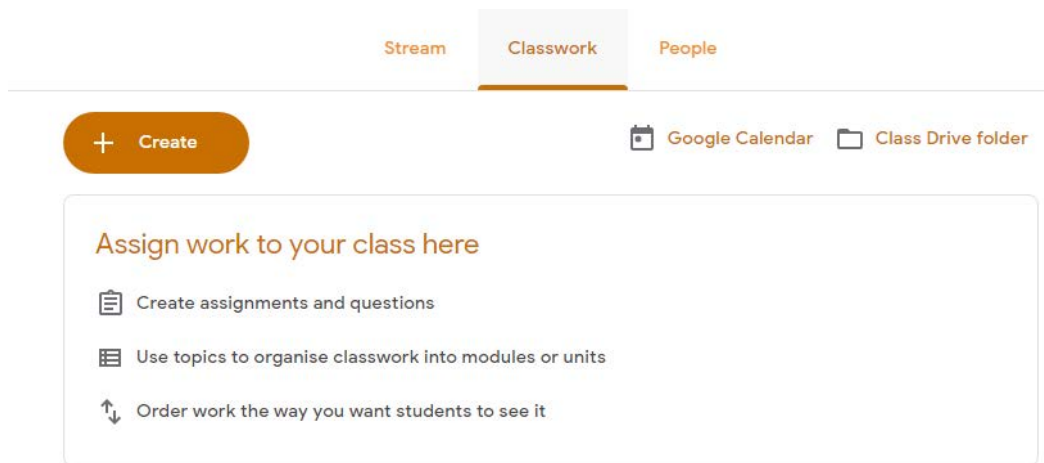 Stream Classwork People
+ Create Google Calendar Class Drive folder
Assign work to your class here
Create assignments and questions
Use topics to organise classwork into modules or units
Order work the way you want students to see it